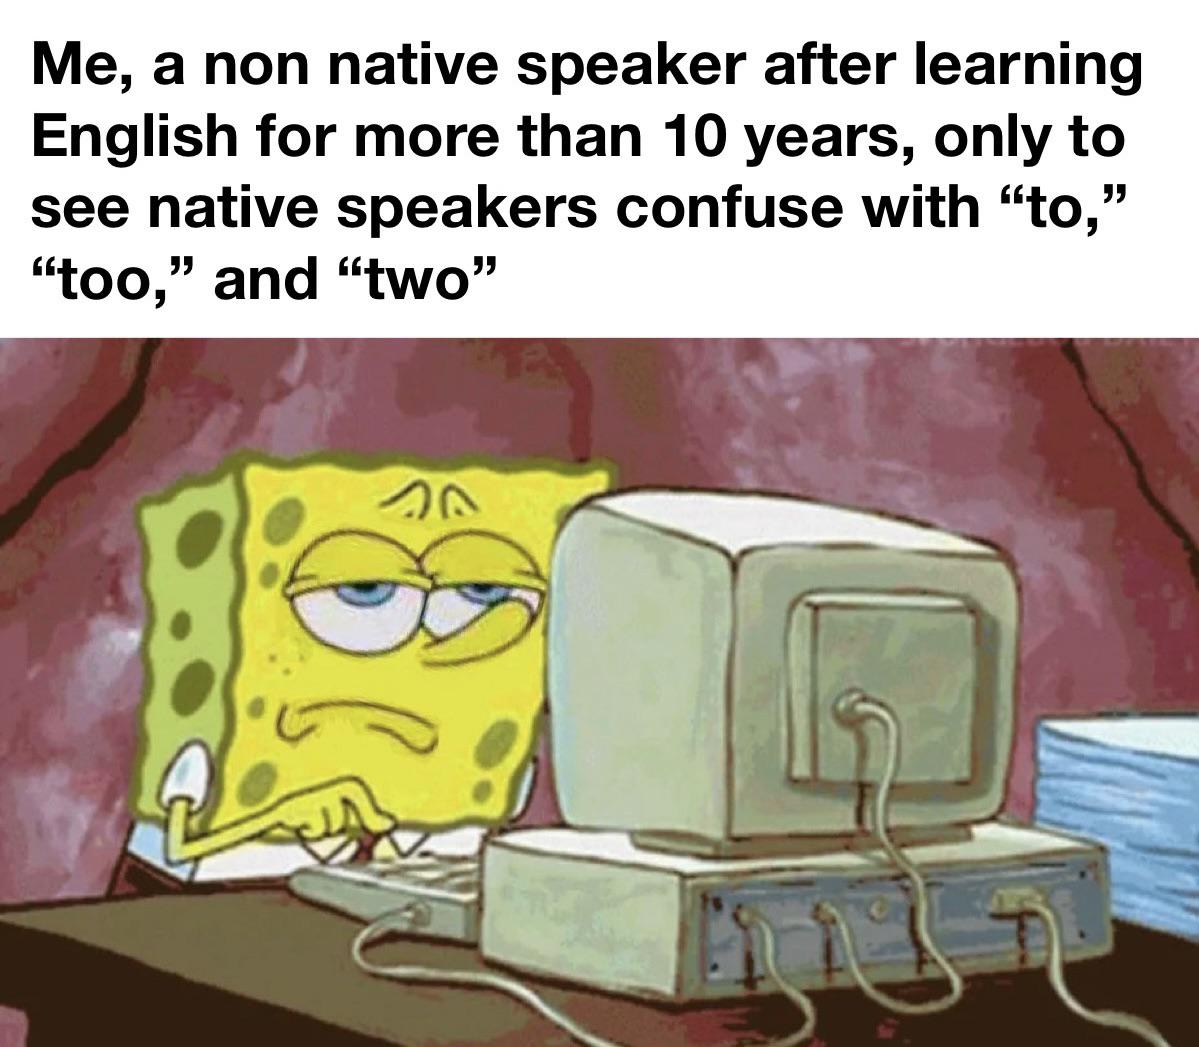 Me, a non native speaker after learning
English for more than 10 years, only to
see native speakers confuse with “to,”
“too,” and “two”